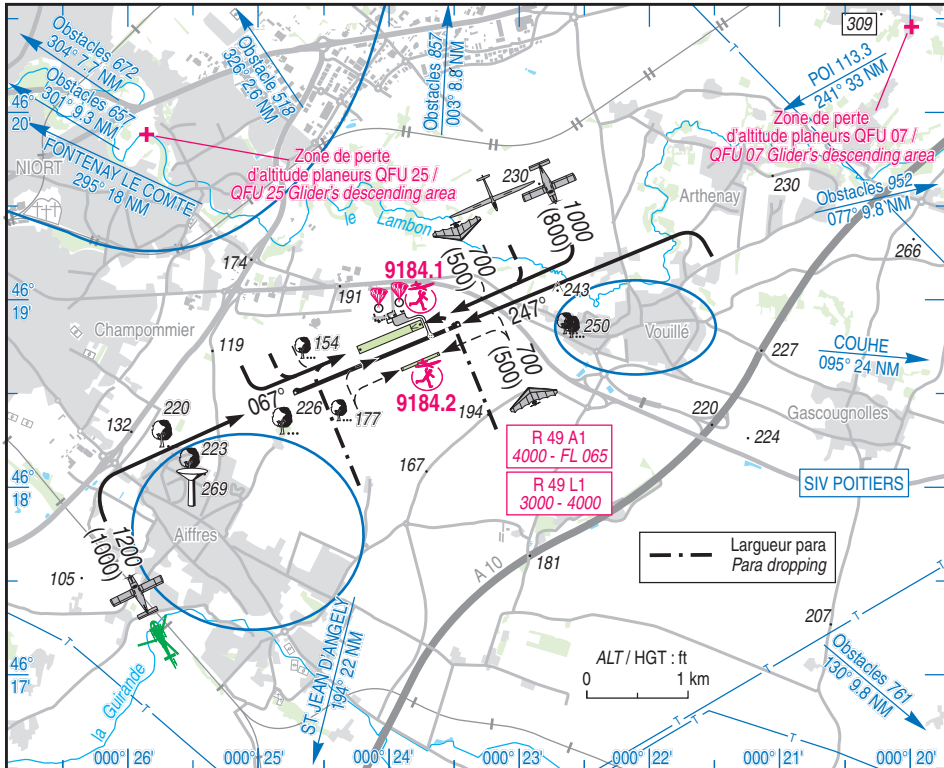 Obstacles 672
304° 7.7 NM
Obstacles 657
301° 9.3 NM
FONTENAY LE COMTE
295° 18 NM
Obstacle 518
326° 2.6 NM
Obstacles 857
003° 8.8 NM
309
POI 113.3
241° 33 NM
46°
20'
46°
20'
NIORT
Zone de perte
d'altitude planeurs QFU 25 /
QFU 25 Glider's descending area
Zone de perte
d'altitude planeurs QFU 07 /
QFU 07 Glider's descending area
230
230
Arthenay
Obstacles 952
077° 9.8 NM
le Lambon
1000
(800)
700
(500)
266
174
9184.1
191
243
46°
19'
Champommier
247°
250
Vouillé
119
154
700
(500)
227
COUHE
095° 24 NM
067°
9184.2
226
177
194
220
132
220
224
Gascougnolles
223
269
167
R 49 A1
4000 - FL 065
R 49 L1
3000 - 4000
SIV POITIERS
46°
18'
Aiffres
1200
(1000)
105
A 10
181
Largueur para
Para dropping
207
46°
17'
la Guirande
ST JEAN D'ANGELY
194° 22 NM
ALT / HGT : ft
0
1 km
Obstacles 761
130° 9.8 NM
T
T
T
T
T
T
T
000° 26'
000° 25'
000° 24'
000° 23'
000° 22'
000° 21'
000° 20'